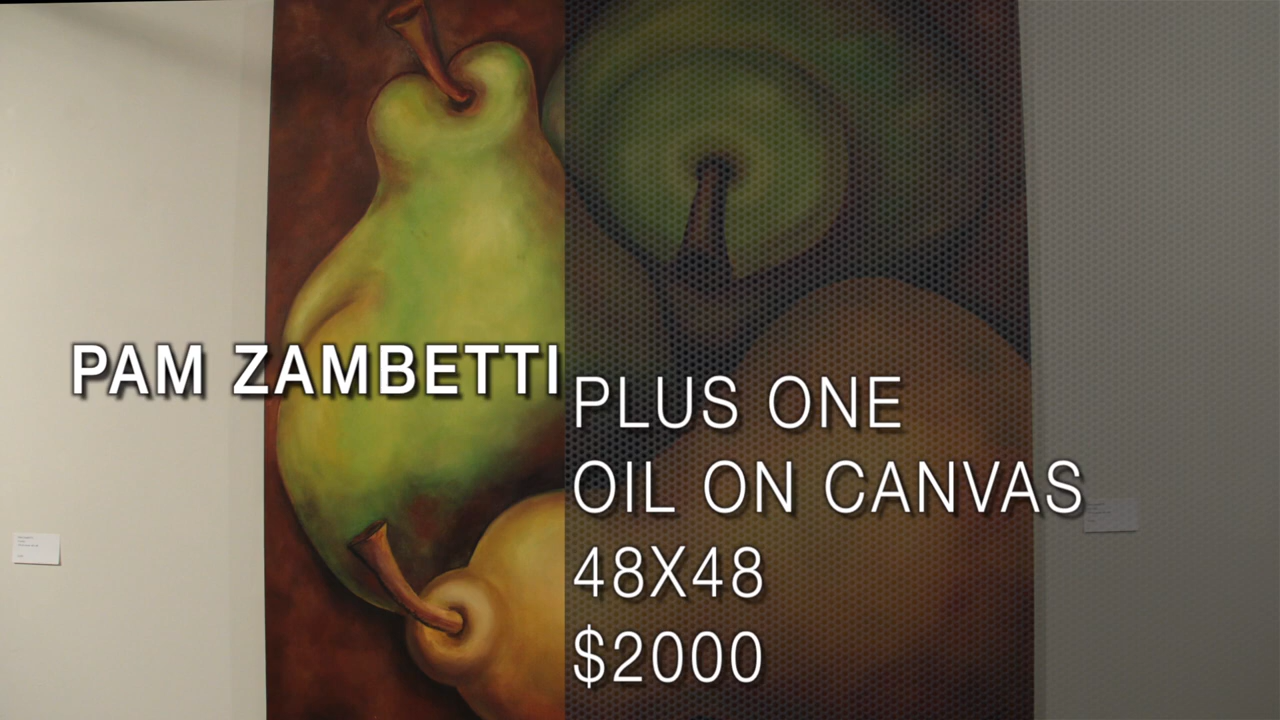 PAM ZAMBETTI
PLUS ONE
OIL ON CANVAS
48X48
$2000